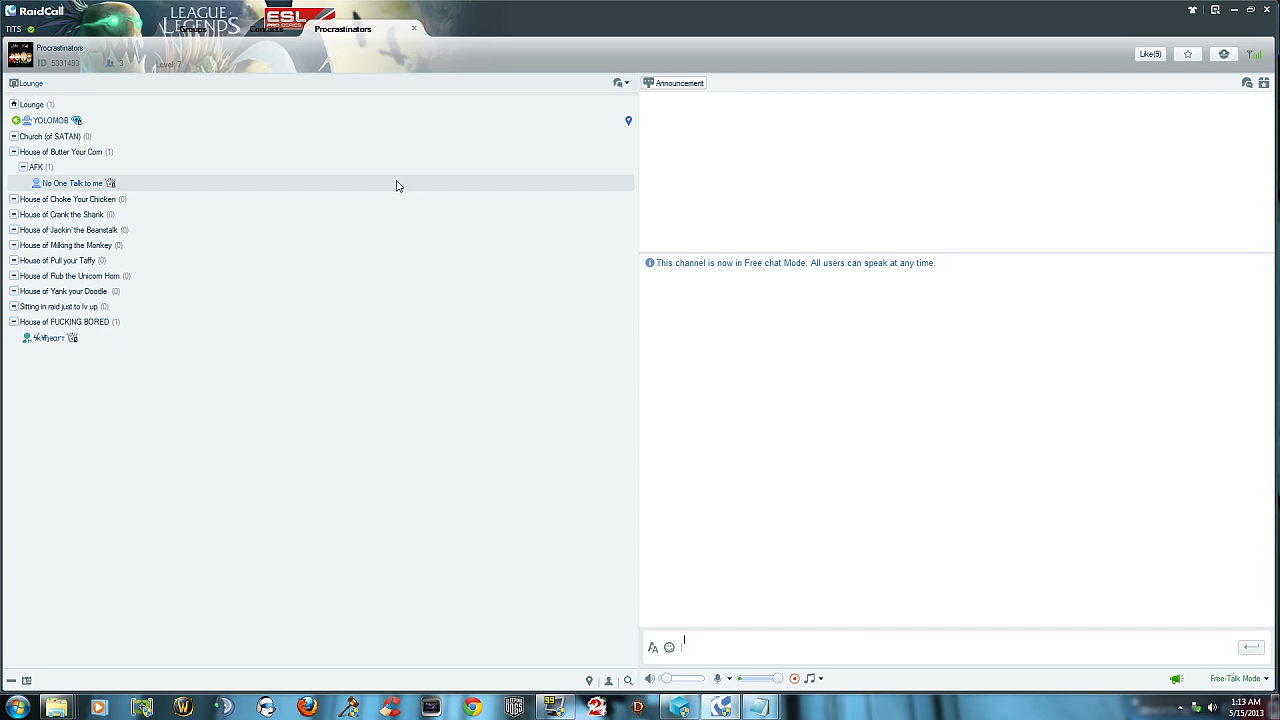 RaidCall
LEAGUE
LEGENDS
ESL
PRO SERIES
TITS
Groups
Contacts
Procrastinators
Procrastinators
ID 5331493 3 Level: 7
Like(9)
Lounge
Announcement
Lounge (1)
YOLOMOB
Church (of SATAN) (0)
House of Butter Your Corn (1)
AFK (1)
No One Talk to me
House of Choke Your Chicken (0)
House of Crank the Shank (0)
House of Jackin' the Beanstalk (0)
House of Milking the Monkey (0)
House of Pull your Taffy (0)
House of Rub the Unicorn Horn (0)
House of Yank your Doodle (0)
Sitting in raid just to lv up (0)
House of FUCKING BORED (1)
This channel is now in Free chat Mode. All users can speak at any time.
Free-Talk Mode
1:13 AM
5/15/2013